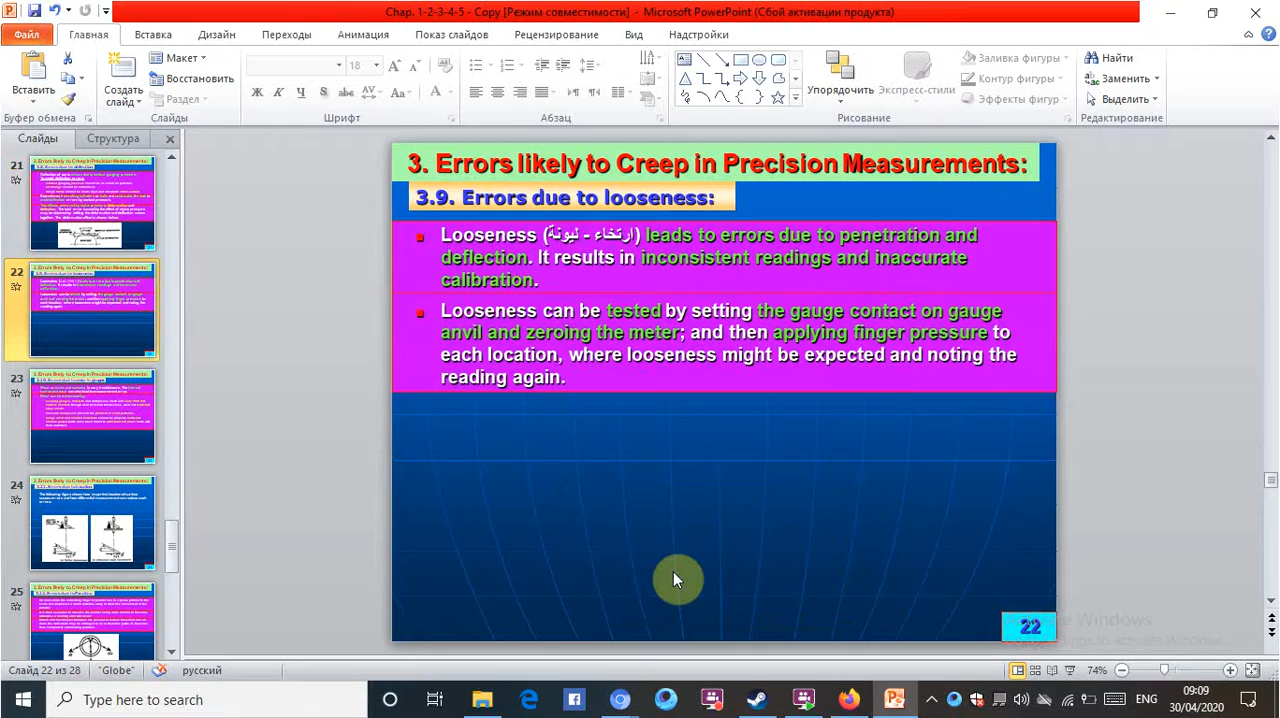 Chap. 1-2-3-4-5 - Copy [Режим совместимости] - Microsoft PowerPoint (Сбой активации продукта)
Файл Главная Вставка Дизайн Переходы Анимация Показ слайдов Рецензирование Вид Надстройки
Вставить
Создать слайд
Макет
Восстановить
Раздел
18
Ж К Ч S abc AV Aa А
Упорядочить
Экспресс-стили
Заливка фигуры
Контур фигуры
Эффекты фигур
Найти
Заменить
Выделить
Буфер обмена Слайды Шрифт Абзац Рисование Редактирование
Слайды Структура
21
22
23
24
25
3. Errors likely to Creep in Precision Measurements:
3.9. Errors due to looseness:
Looseness (ارتخاء - ليونة) leads to errors due to penetration and
deflection. It results in inconsistent readings and inaccurate
calibration.
Looseness can be tested by setting the gauge contact on gauge
anvil and zeroing the meter; and then applying finger pressure to
each location, where looseness might be expected and noting the
reading again.
22
Слайд 22 из 28 "Globe" русский 74%
Type here to search
ENG
09:09
30/04/2020